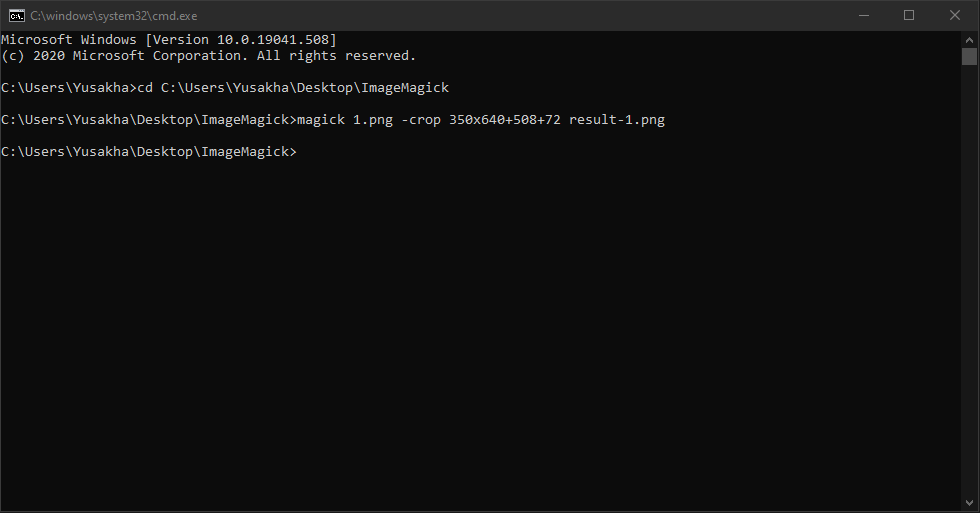 C:\windows\system32\cmd.exe
Microsoft Windows [Version 10.0.19041.508]
(c) 2020 Microsoft Corporation. All rights reserved.
C:\Users\Yusakha>cd C:\Users\Yusakha\Desktop\ImageMagick
C:\Users\Yusakha\Desktop\ImageMagick>magick 1.png -crop 350x640+508+72 result-1.png
C:\Users\Yusakha\Desktop\ImageMagick>